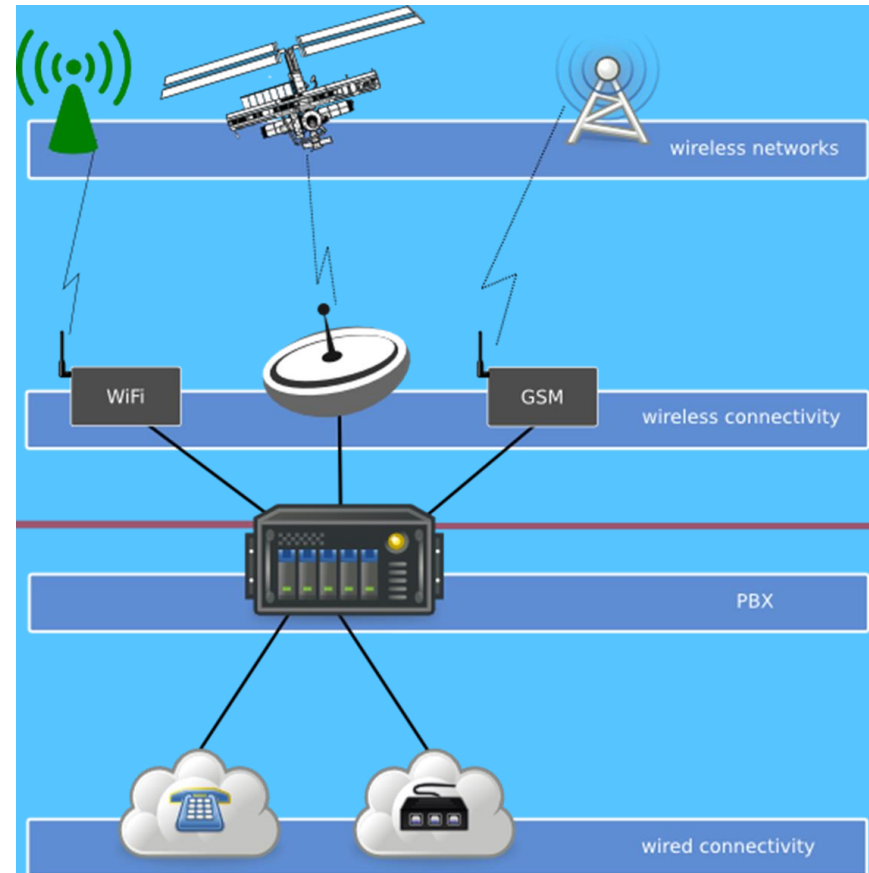 wireless networks
WiFi
GSM
wireless connectivity
PBX
wired connectivity